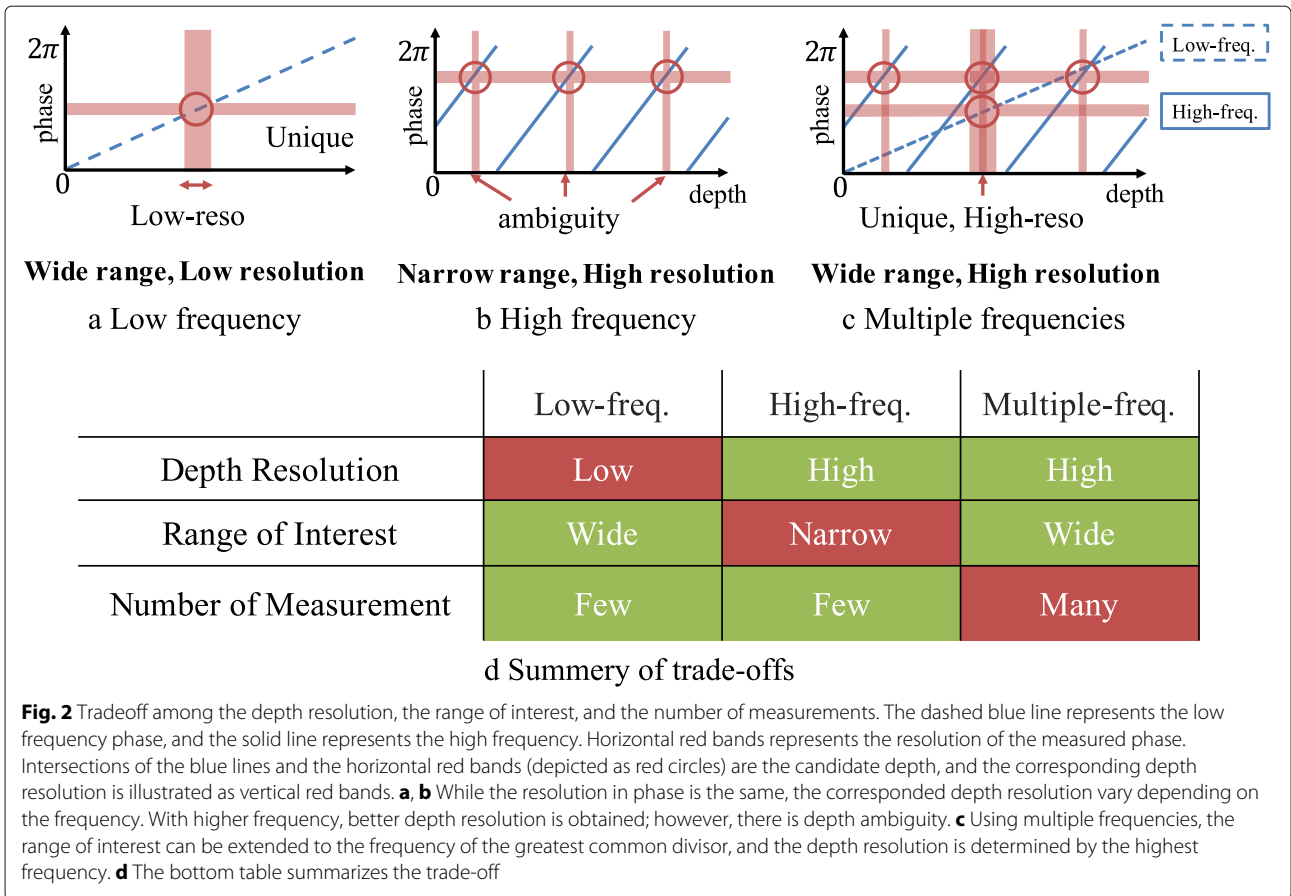 2π
phase
0
Unique
Low-reso
Wide range, Low resolution
a Low frequency
2π
phase
0
depth
ambiguity
Narrow range, High resolution
b High frequency
2π
phase
0
depth
Unique, High-reso
Wide range, High resolution
c Multiple frequencies
Low-freq.
High-freq.
Low-freq. High-freq. Multiple-freq.
Depth Resolution Low High High
Range of Interest Wide Narrow Wide
Number of Measurement Few Few Many
d Summery of trade-offs
Fig. 2 Tradeoff among the depth resolution, the range of interest, and the number of measurements. The dashed blue line represents the low
frequency phase, and the solid line represents the high frequency. Horizontal red bands represents the resolution of the measured phase.
Intersections of the blue lines and the horizontal red bands (depicted as red circles) are the candidate depth, and the corresponding depth
resolution is illustrated as vertical red bands. a, b While the resolution in phase is the same, the corresponded depth resolution vary depending on
the frequency. With higher frequency, better depth resolution is obtained; however, there is depth ambiguity. c Using multiple frequencies, the
range of interest can be extended to the frequency of the greatest common divisor, and the depth resolution is determined by the highest
frequency. d The bottom table summarizes the trade-off